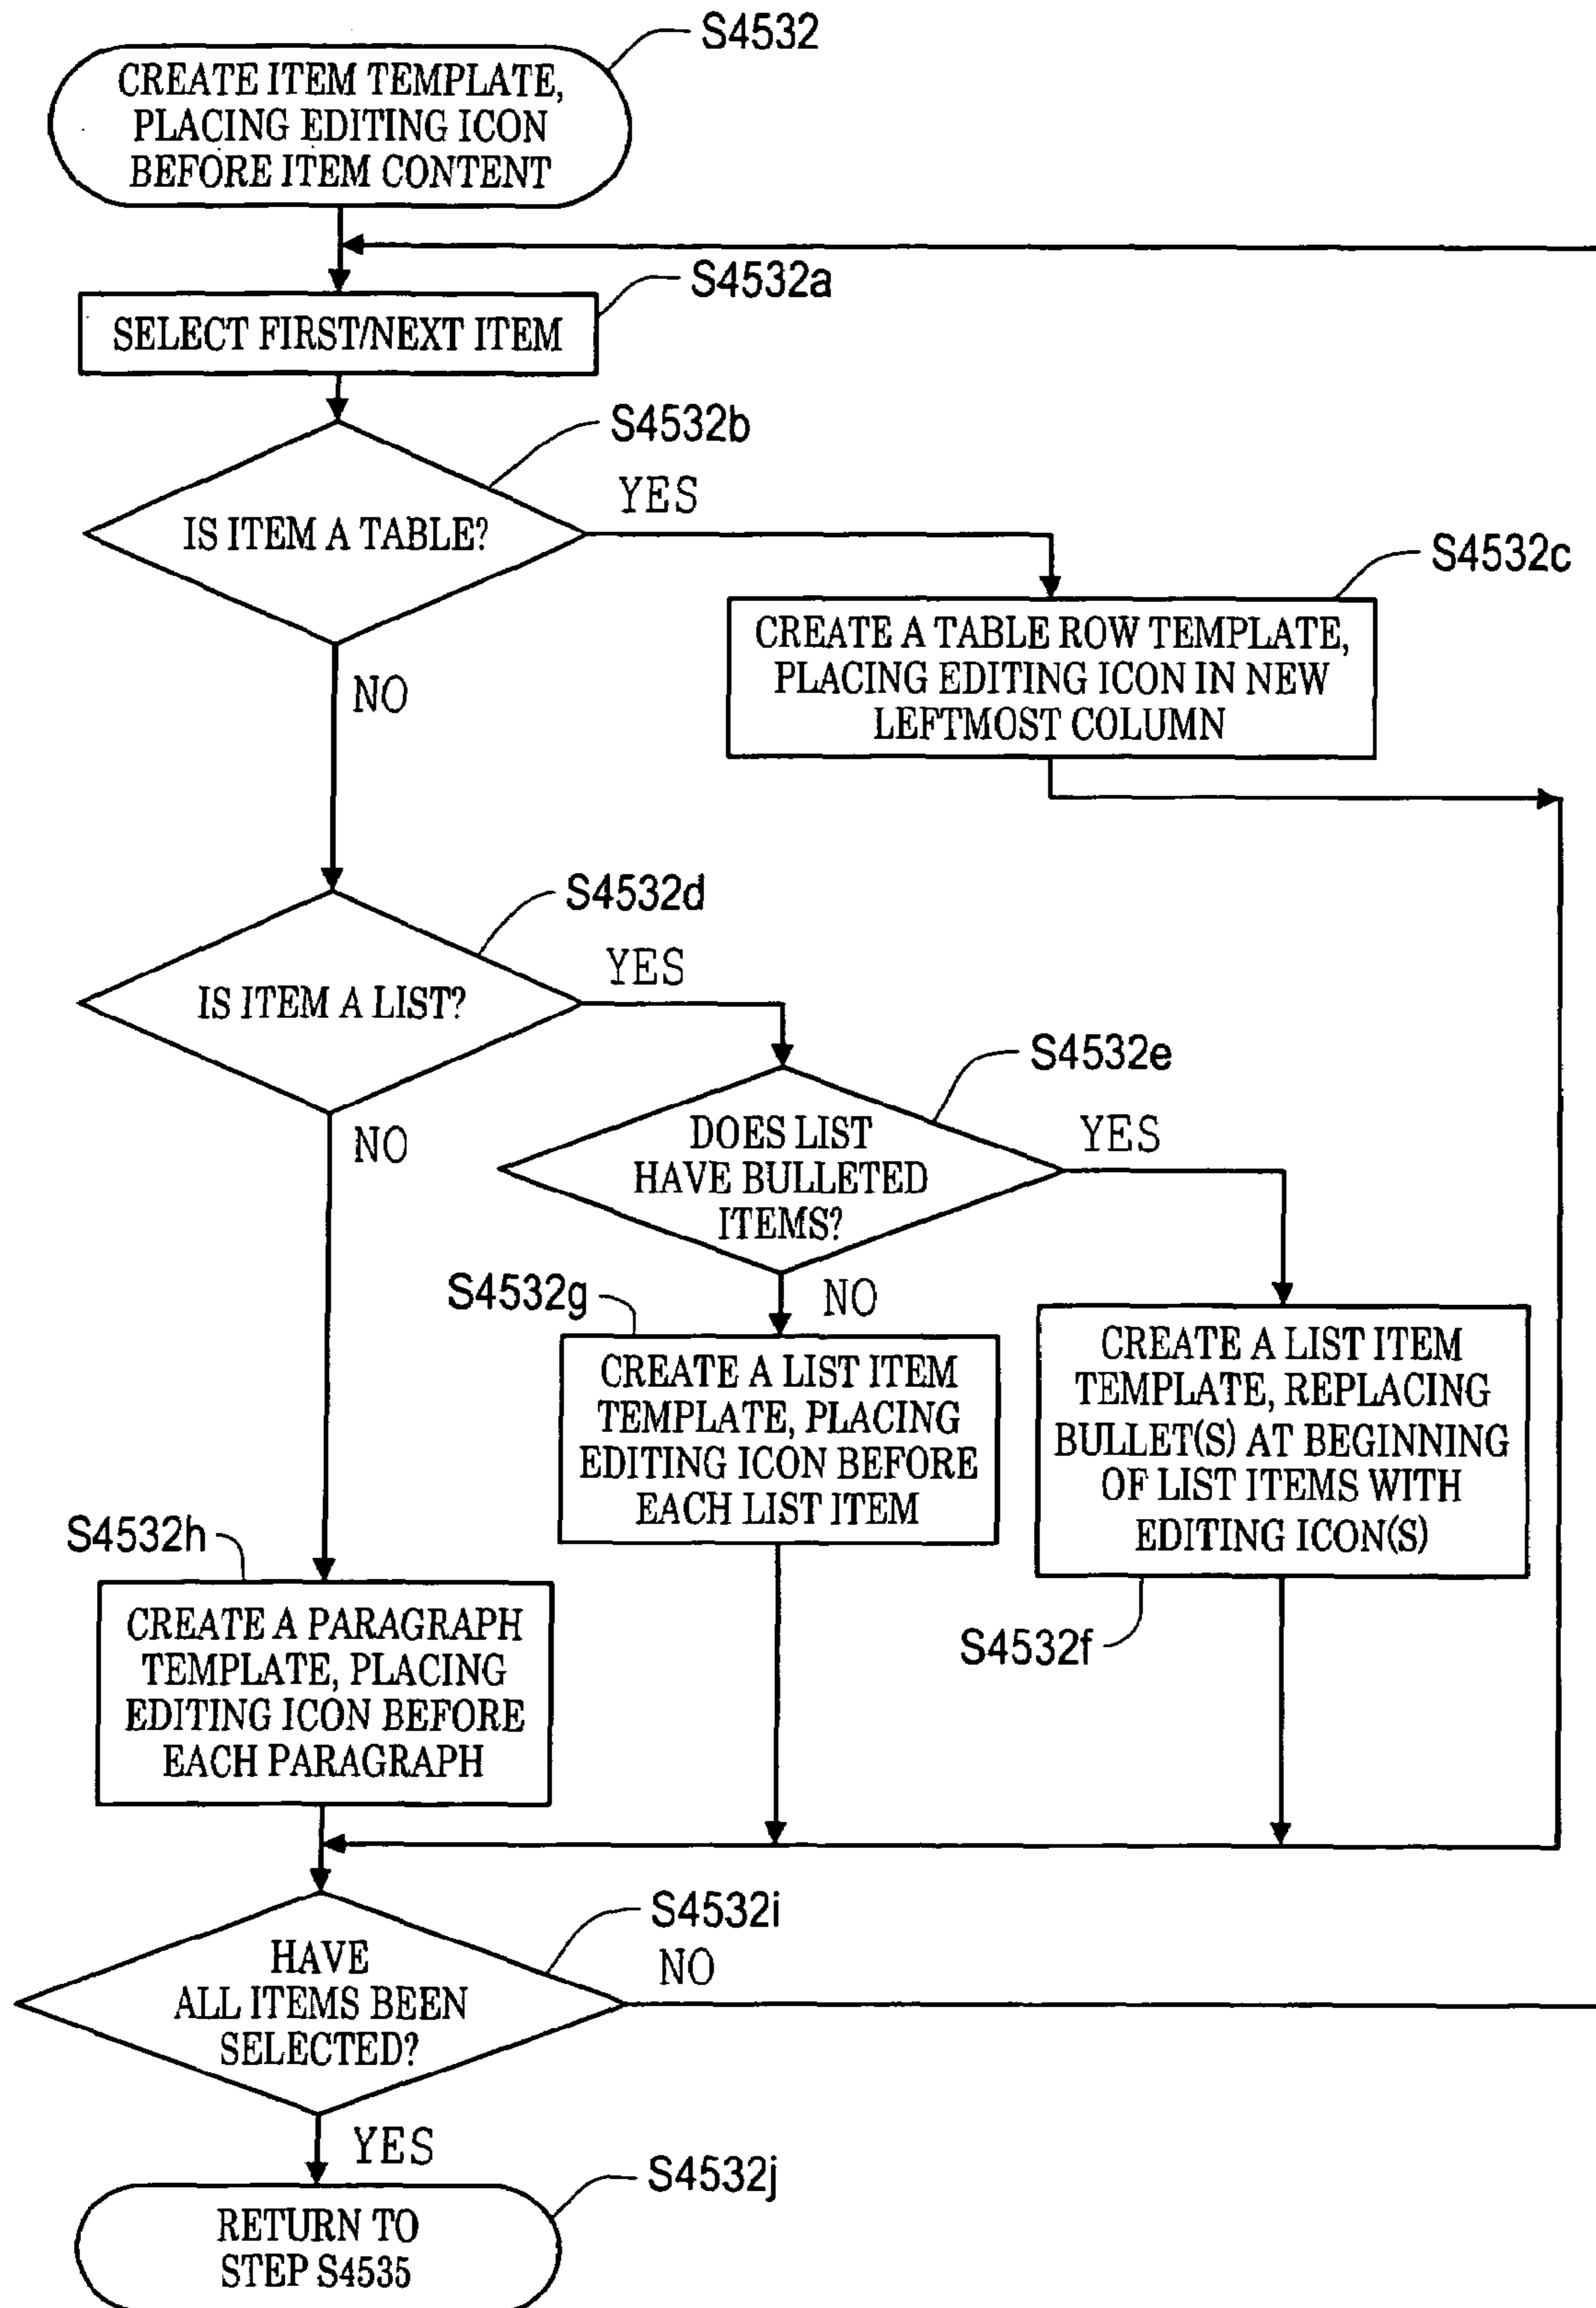 S4532
CREATE ITEM TEMPLATE,
PLACING EDITING ICON
BEFORE ITEM CONTENT
S4532a
SELECT FIRST/NEXT ITEM
S4532b
IS ITEM A TABLE?
YES
NO
S4532c
CREATE A TABLE ROW TEMPLATE,
PLACING EDITING ICON IN NEW
LEFTMOST COLUMN
S4532d
IS ITEM A LIST?
YES
NO
S4532e
DOES LIST
HAVE BULLETED
ITEMS?
YES
NO
S4532g
CREATE A LIST ITEM
TEMPLATE, PLACING
EDITING ICON BEFORE
EACH LIST ITEM
CREATE A LIST ITEM
TEMPLATE, REPLACING
BULLET(S) AT BEGINNING
OF LIST ITEMS WITH
EDITING ICON(S)
S4532f
S4532h
CREATE A PARAGRAPH
TEMPLATE, PLACING
EDITING ICON BEFORE
EACH PARAGRAPH
S4532i
HAVE
ALL ITEMS BEEN
SELECTED?
NO
YES
S4532j
RETURN TO
STEP S4535